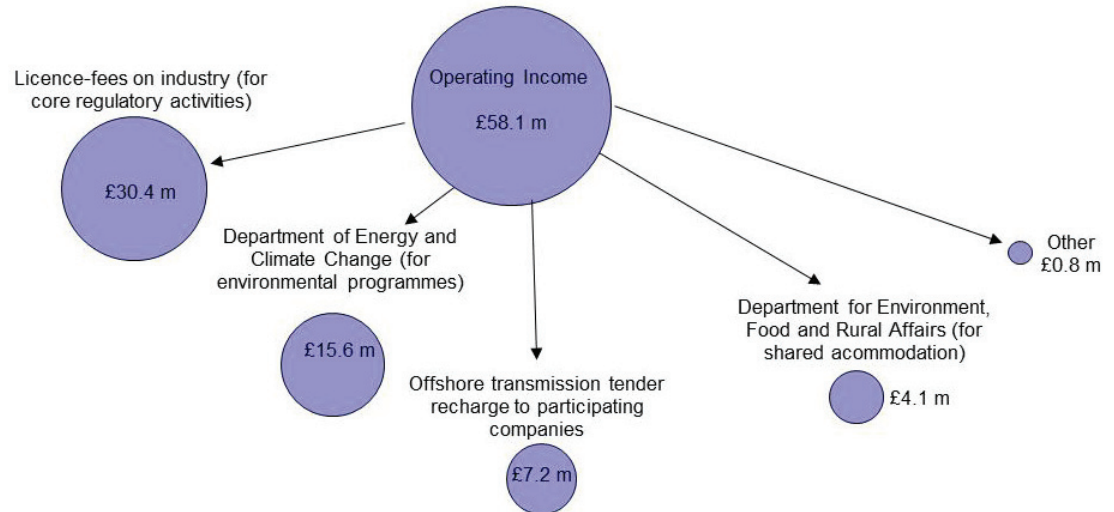 Operating Income
£58.1 m
Licence-fees on industry (for
core regulatory activities)
£30.4 m
Department of Energy and
Climate Change (for
environmental programmes)
£15.6 m
Offshore transmission tender
recharge to participating
companies
£7.2 m
Department for Environment,
Food and Rural Affairs (for
shared acommodation)
£4.1 m
Other
£0.8 m